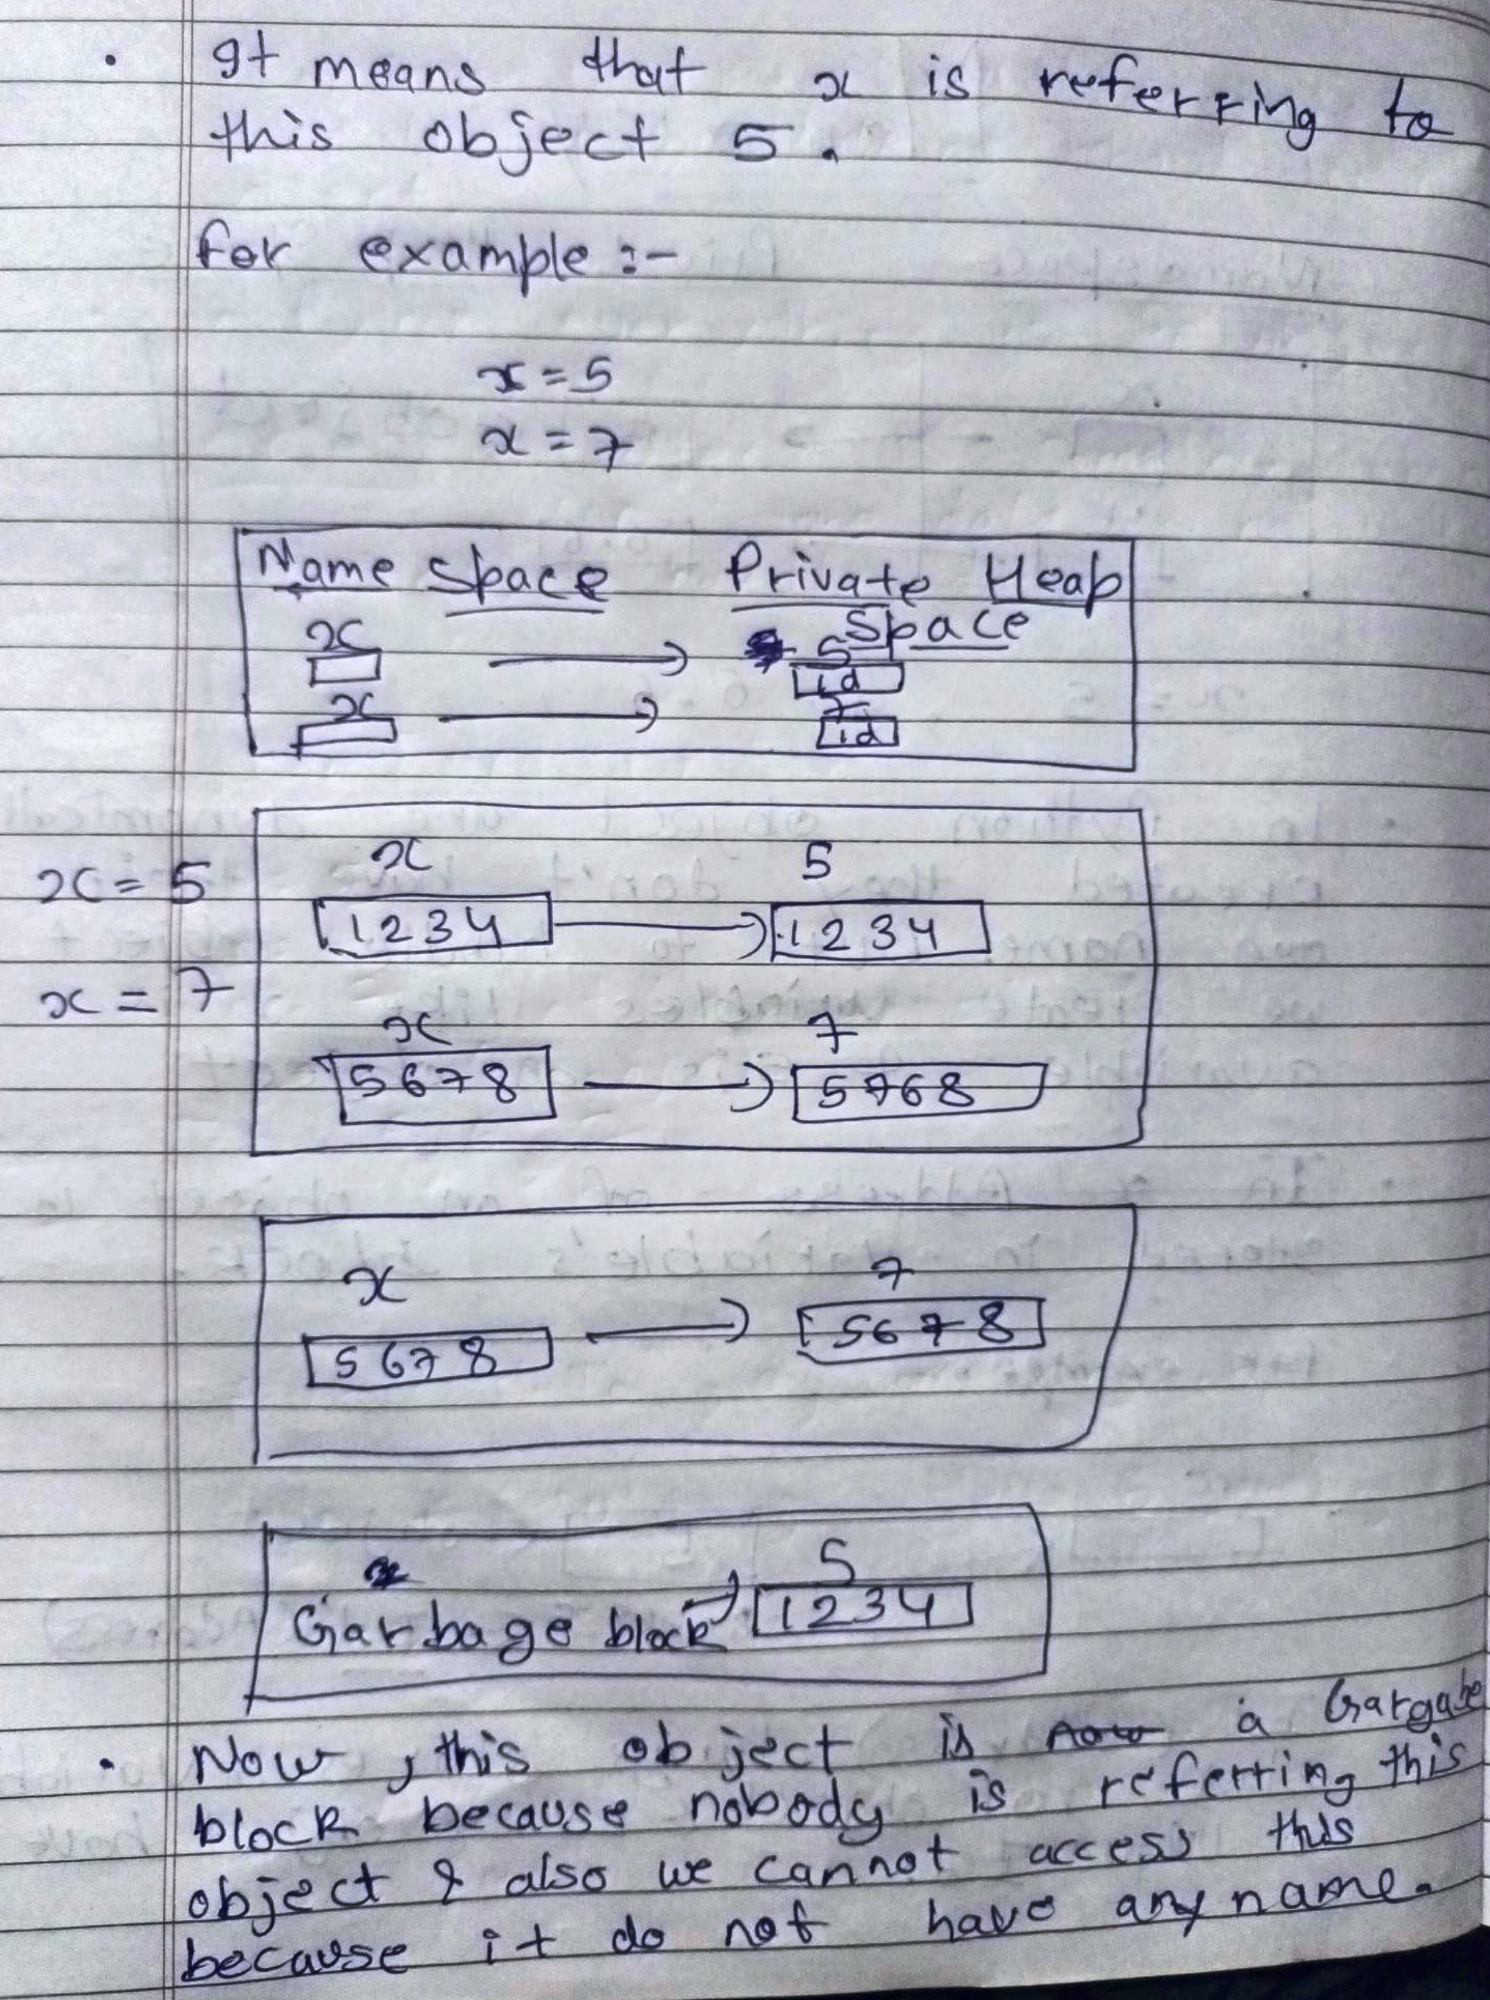 • It means that x is referring to
this object 5.
for example :-
x = 5
x = 7
Name Space Private Heap
Space
x 5
id
x 7
id
x = 5
x 5
1234 1234
x = 7
x 7
5678 5768
x 7
5678 5678
5
Garbage block 1234
• Now, this object is now a Gargabe
block because nobody is referring this
object & also we cannot access this
because it do not have any name.